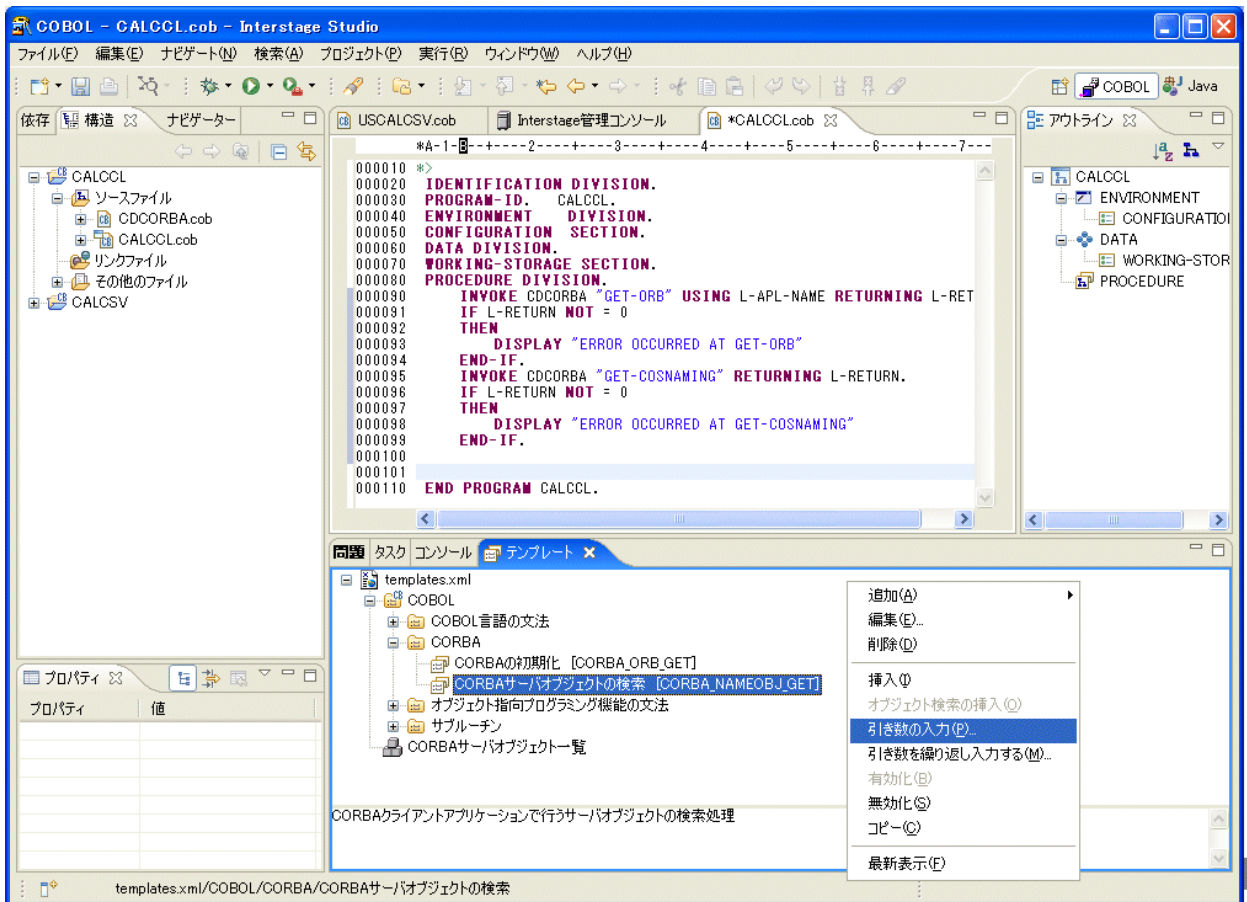 COBOL - CALCCL.cob - Interstage Studio
ファイル(F) 編集(E) ナビゲート(N) 検索(A) プロジェクト(P) 実行(R) ウィンドウ(W) ヘルプ(H)
COBOL Java
依存 構造 ナビゲーター
CALCCL
ソースファイル
CDCORBA.cob
CALCCL.cob
リンクファイル
その他のファイル
CALCSV
USCALCSV.cob Interstage管理コンソール *CALCCL.cob
*A-1-B--+----2----+----3----+----4----+----5----+----6----+----7---
000010 *>
000020 IDENTIFICATION DIVISION.
000030 PROGRAM-ID. CALCCL.
000040 ENVIRONMENT DIVISION.
000050 CONFIGURATION SECTION.
000060 DATA DIVISION.
000070 WORKING-STORAGE SECTION.
000080 PROCEDURE DIVISION.
000090 INVOKE CDCORBA "GET-ORB" USING L-APL-NAME RETURNING L-RET
000091 IF L-RETURN NOT = 0
000092 THEN
000093 DISPLAY "ERROR OCCURRED AT GET-ORB"
000094 END-IF.
000095 INVOKE CDCORBA "GET-COSNAMING" RETURNING L-RETURN.
000096 IF L-RETURN NOT = 0
000097 THEN
000098 DISPLAY "ERROR OCCURRED AT GET-COSNAMING"
000099 END-IF.
000100
000101
000110 END PROGRAM CALCCL.
アウトライン
CALCCL
ENVIRONMENT
CONFIGURATIOI
DATA
WORKING-STOR
PROCEDURE
問題 タスク コンソール テンプレート
templates.xml
COBOL
COBOL言語の文法
CORBA
CORBAの初期化 [CORBA_ORB_GET]
CORBAサーバオブジェクトの検索 [CORBA_NAMEOBJ_GET]
オブジェクト指向プログラミング機能の文法
サブルーチン
CORBAサーバオブジェクト一覧
CORBAクライアントアプリケーションで行うサーバオブジェクトの検索処理
追加(A)
編集(E)...
削除(D)
挿入(I)
オブジェクト検索の挿入(O)
引き数の入力(P)...
引き数を繰り返し入力する(M)...
有効化(B)
無効化(S)
コピー(C)
最新表示(F)
プロパティ
プロパティ 値
templates.xml/COBOL/CORBA/CORBAサーバオブジェクトの検索